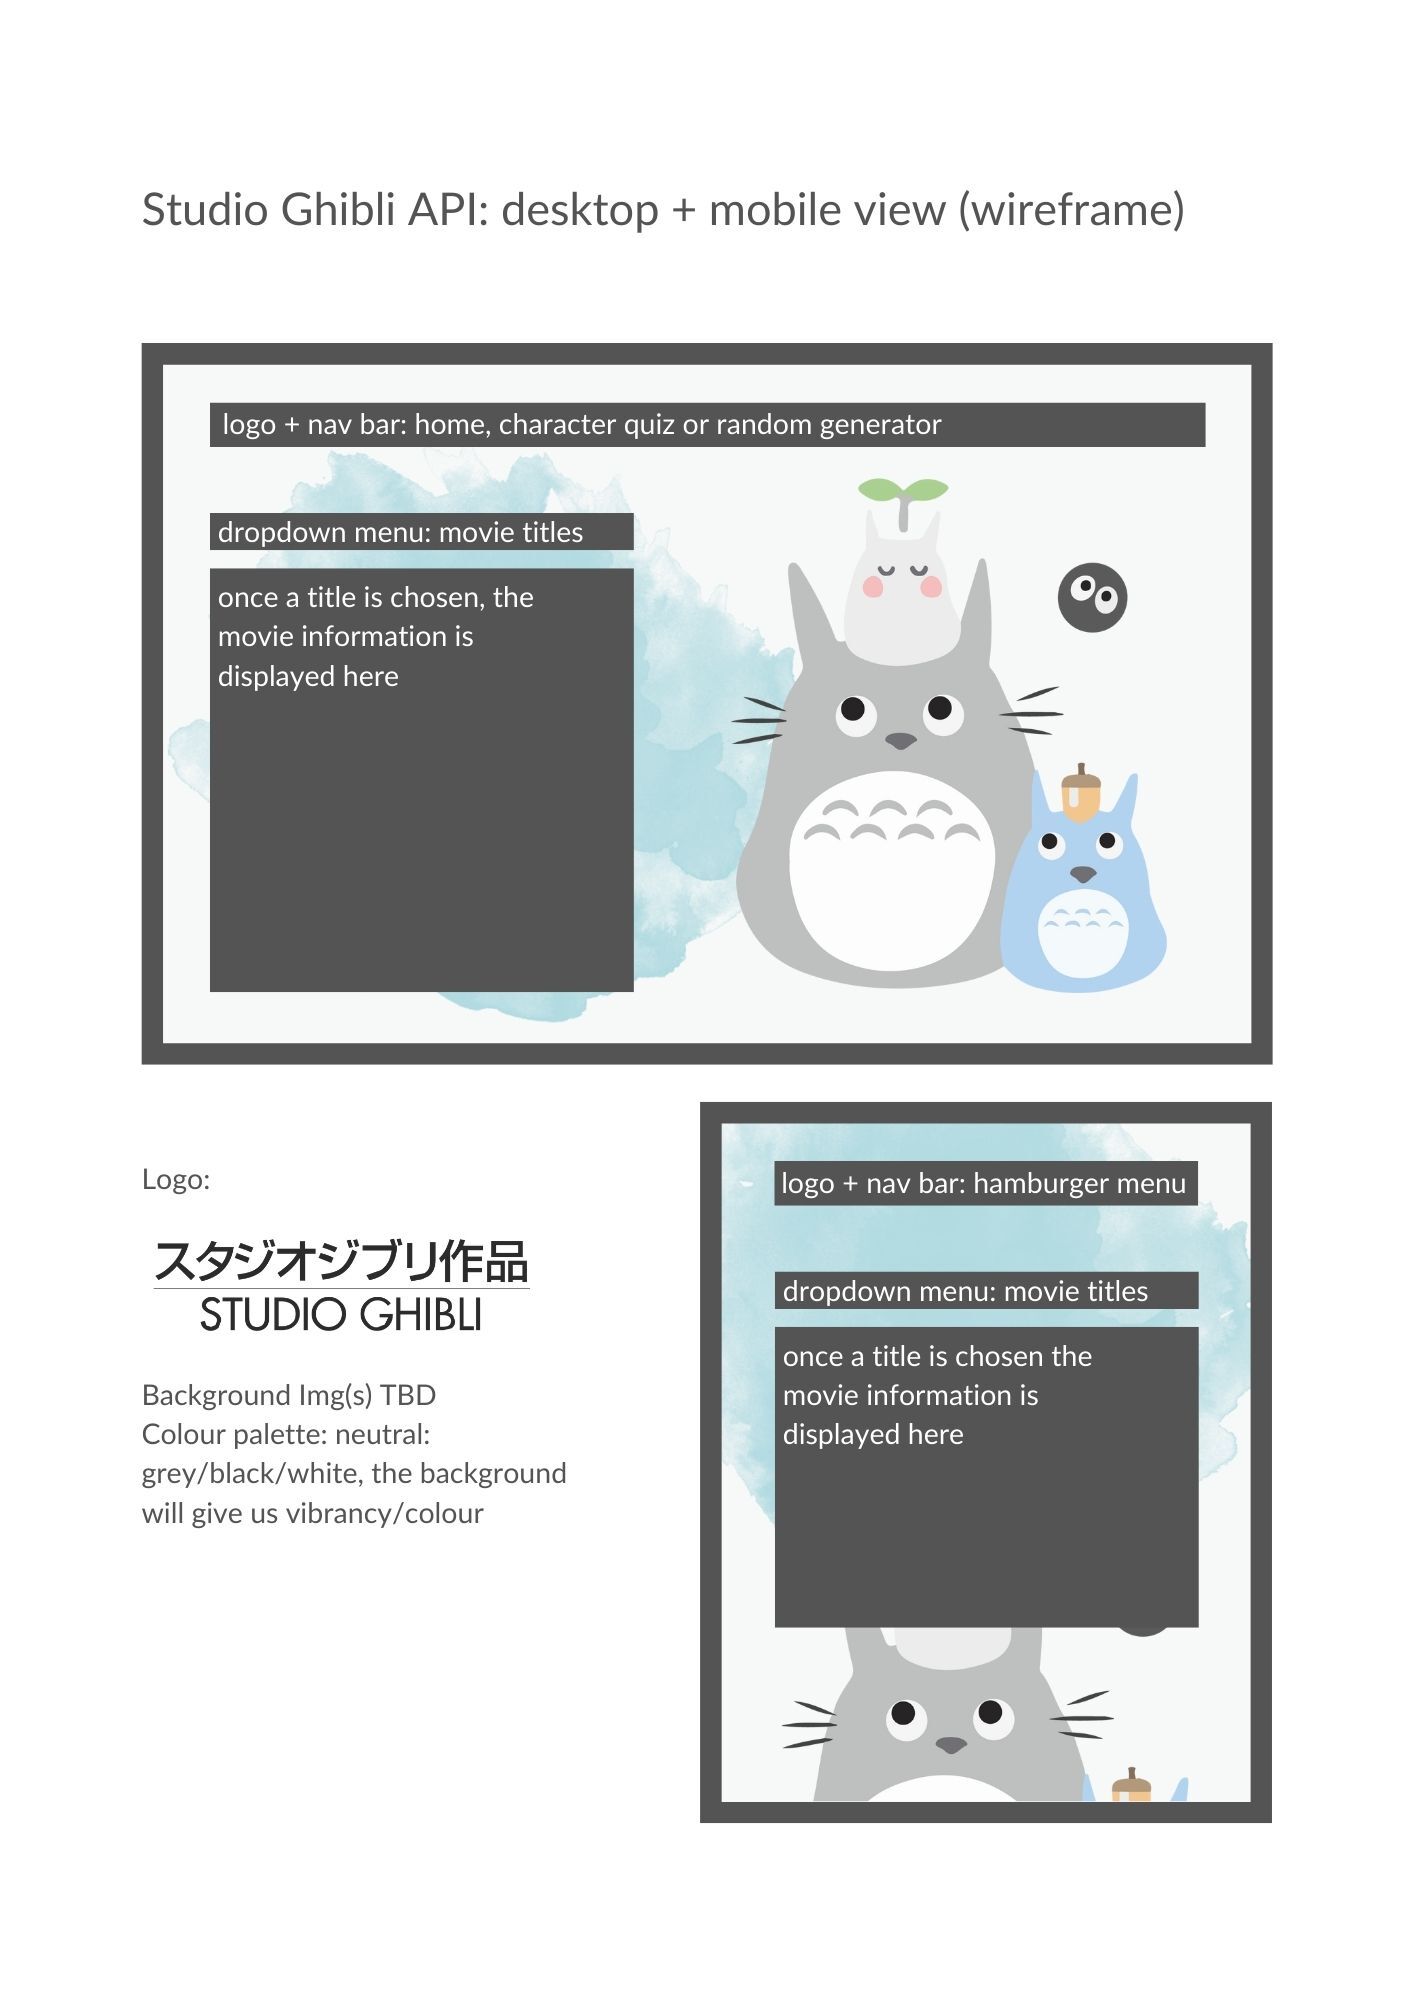 Studio Ghibli API: desktop + mobile view (wireframe)
logo + nav bar: home, character quiz or random generator
dropdown menu: movie titles
once a title is chosen, the
movie information is
displayed here
Logo:
スタジオジブリ作品
STUDIO GHIBLI
Background Img(s) TBD
Colour palette: neutral:
grey/black/white, the background
will give us vibrancy/colour
logo + nav bar: hamburger menu
dropdown menu: movie titles
once a title is chosen the
movie information is
displayed here